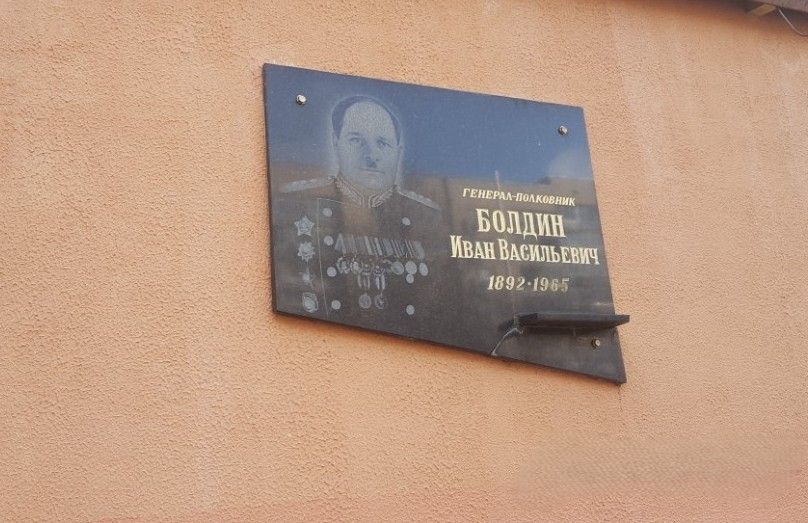 ГЕНЕРАЛ-ПОЛКОВНИК
БОЛДИН
ИВАН ВАСИЛЬЕВИЧ
1892·1965